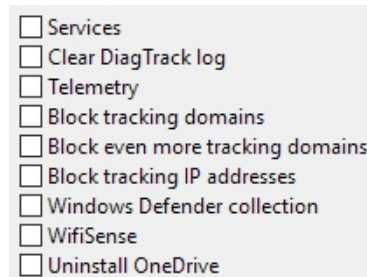 Services
Clear DiagTrack log
Telemetry
Block tracking domains
Block even more tracking domains
Block tracking IP addresses
Windows Defender collection
WifiSense
Uninstall OneDrive